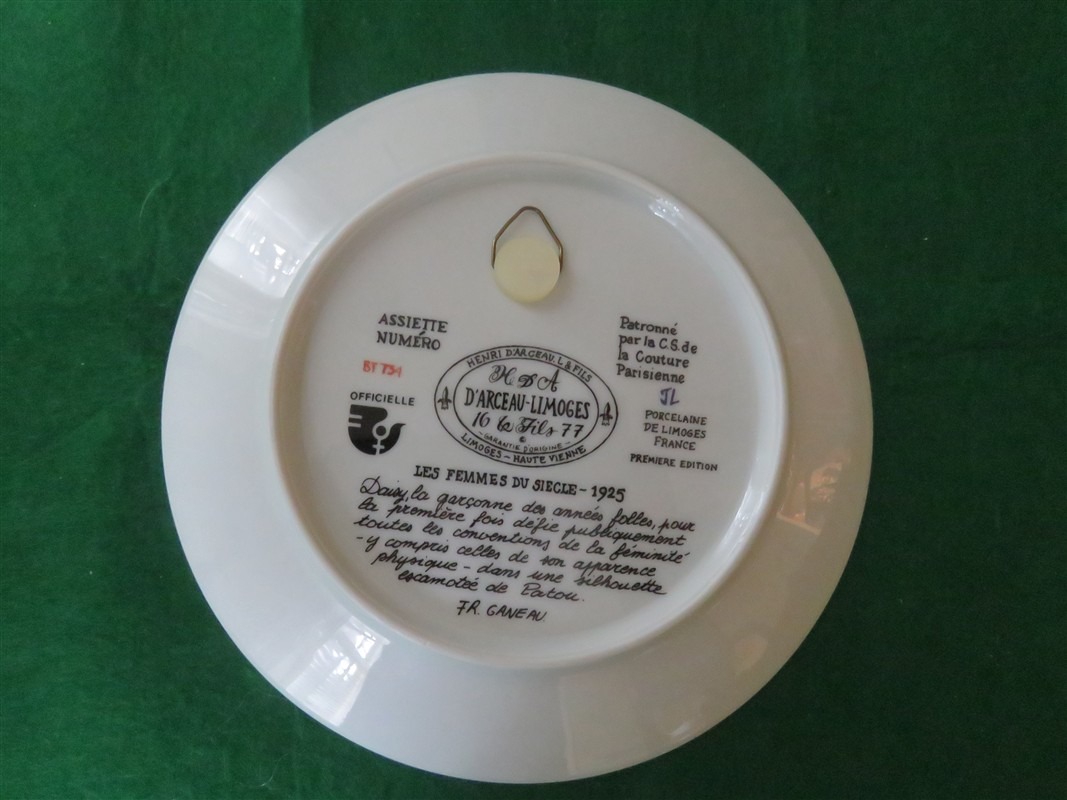 ASSIETTE
NUMÉRO
BT 734
OFFICIELLE
Patronné
par la C.S. de
la Couture
Parisienne
JL
PORCELAINE
DE LIMOGES
FRANCE
PREMIERE EDITION
HENRI D'ARCEAU. L & FILS
H D A
D'ARCEAU-LIMOGES
16 & Fils 77
©
-GARANTIE D'ORIGINE-
LIMOGES - HAUTE VIENNE
LES FEMMES DU SIECLE - 1925
Daisy, la garçonne des années folles, pour
la première fois défie publiquement
toutes les conventions de la féminité
- y compris celles de son apparence
physique - dans une silhouette
escamotée de Patou.
FR. GANEAU